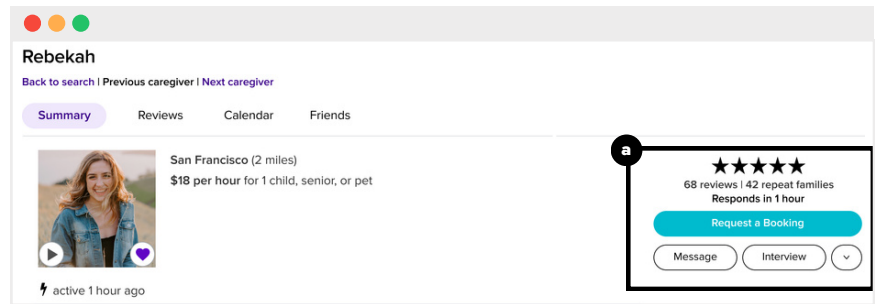 Rebekah
Back to search | Previous caregiver | Next caregiver
Summary Reviews Calendar Friends
San Francisco (2 miles)
$18 per hour for 1 child, senior, or pet
active 1 hour ago
a
68 reviews | 42 repeat families
Responds in 1 hour
Request a Booking
Message Interview